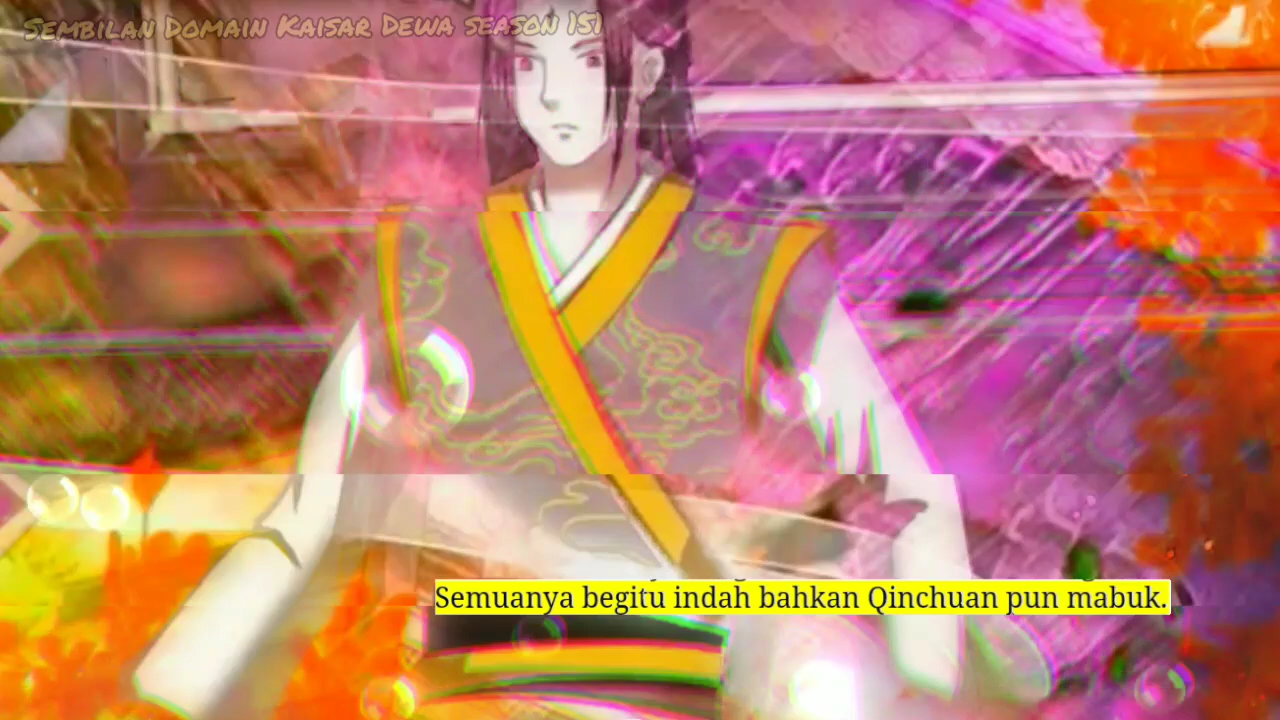 Sembilan Domain Kaisar Dewa season 151
Semuanya begitu indah bahkan Qinchuan pun mabuk.